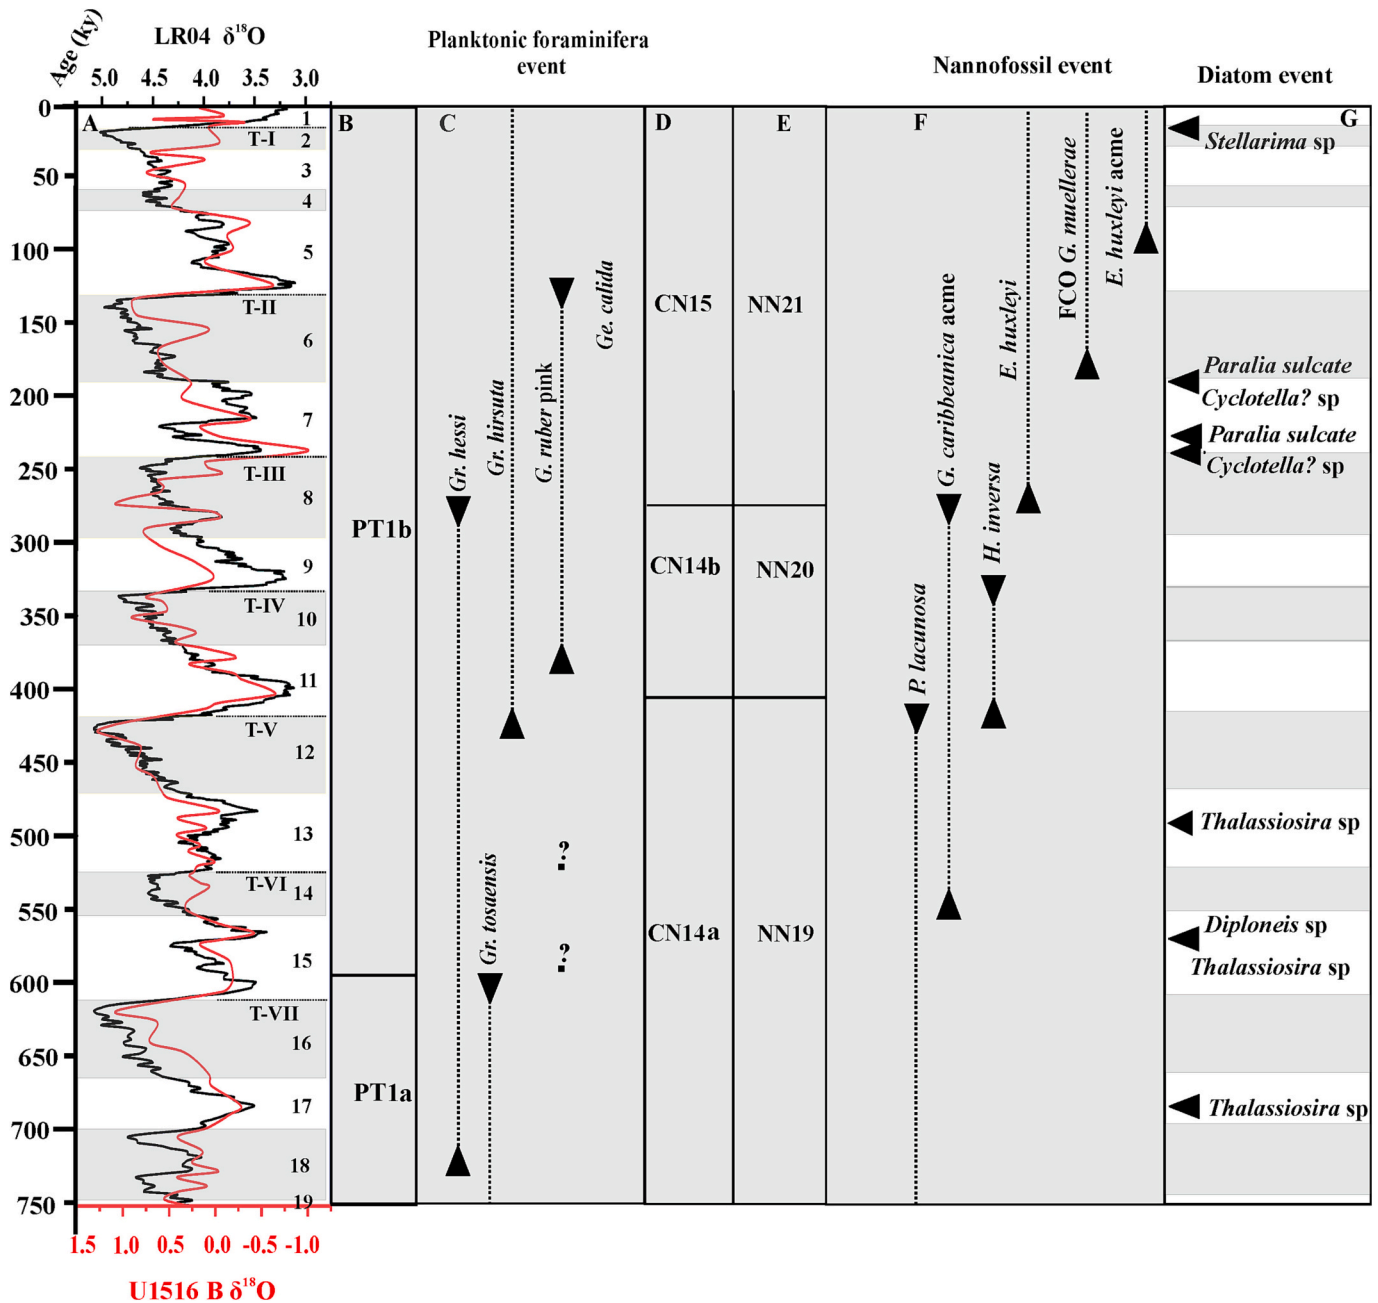 LR04 δ18O
Age (ky)
5.0 4.5 4.0 3.5 3.0
Planktonic foraminifera
event
Nannofossil event
Diatom event
0
50
100
150
200
250
300
350
400
450
500
550
600
650
700
750
A
1
T-I
2
3
4
5
T-II
6
7
T-III
8
9
T-IV
10
11
T-V
12
13
T-VI
14
15
T-VII
16
17
18
19
1.5 1.0 0.5 0.0 -0.5 -1.0
U1516 B δ18O
B
PT1b
PT1a
C
Gr. hessi
Gr. tosaensis
Gr. hirsuta
G. ruber pink
Ge. calida
?
?
D
CN15
CN14b
CN14a
E
NN21
NN20
NN19
F
P. lacunosa
G. caribbeanica acme
H. inversa
E. huxleyi
FCO G. muellerae
E. huxleyi acme
G
Stellarima sp
Paralia sulcate
Cyclotella? sp
Paralia sulcate
Cyclotella? sp
Thalassiosira sp
Diploneis sp
Thalassiosira sp
Thalassiosira sp